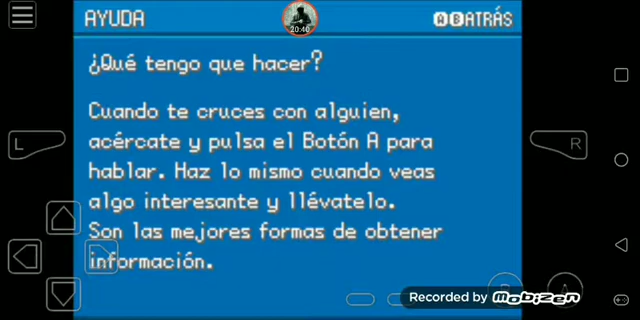 AYUDA
A B ATRÁS
20:40
¿Qué tengo que hacer?
Cuando te cruces con alguien,
acércate y pulsa el Botón A para
hablar. Haz lo mismo cuando veas
algo interesante y llévatelo.
Son las mejores formas de obtener
información.
L
R
Recorded by mobizen